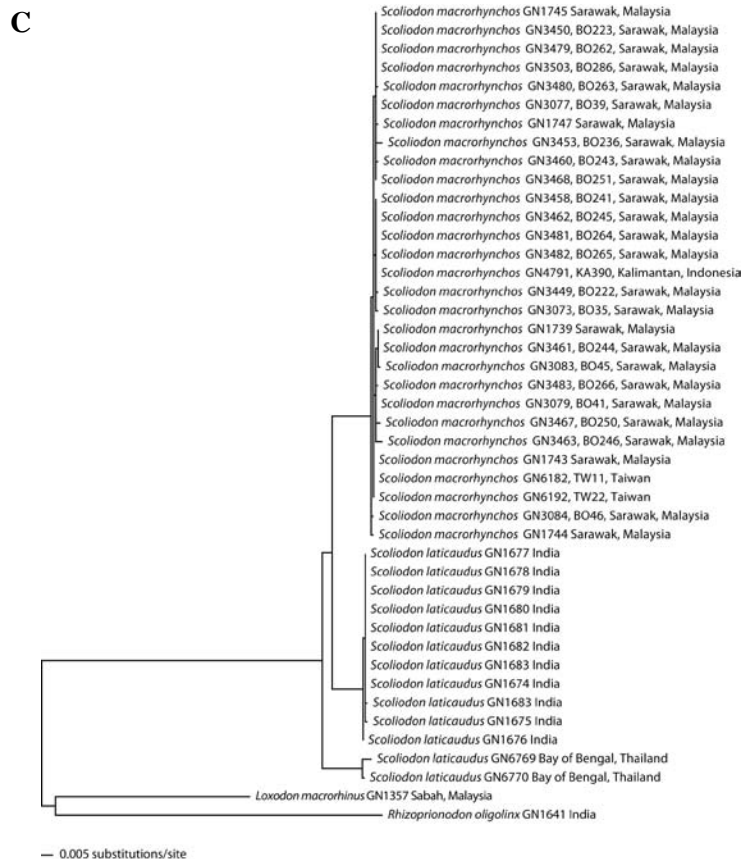 C
Scoliodon macrorhynchos GN1745 Sarawak, Malaysia
Scoliodon macrorhynchos GN3450, BO223, Sarawak, Malaysia
Scoliodon macrorhynchos GN3479, BO262, Sarawak, Malaysia
Scoliodon macrorhynchos GN3503, BO286, Sarawak, Malaysia
Scoliodon macrorhynchos GN3480, BO263, Sarawak, Malaysia
Scoliodon macrorhynchos GN3077, BO39, Sarawak, Malaysia
Scoliodon macrorhynchos GN1747 Sarawak, Malaysia
Scoliodon macrorhynchos GN3453, BO236, Sarawak, Malaysia
Scoliodon macrorhynchos GN3460, BO243, Sarawak, Malaysia
Scoliodon macrorhynchos GN3468, BO251, Sarawak, Malaysia
Scoliodon macrorhynchos GN3458, BO241, Sarawak, Malaysia
Scoliodon macrorhynchos GN3462, BO245, Sarawak, Malaysia
Scoliodon macrorhynchos GN3481, BO264, Sarawak, Malaysia
Scoliodon macrorhynchos GN3482, BO265, Sarawak, Malaysia
Scoliodon macrorhynchos GN4791, KA390, Kalimantan, Indonesia
Scoliodon macrorhynchos GN3449, BO222, Sarawak, Malaysia
Scoliodon macrorhynchos GN3073, BO35, Sarawak, Malaysia
Scoliodon macrorhynchos GN1739 Sarawak, Malaysia
Scoliodon macrorhynchos GN3461, BO244, Sarawak, Malaysia
Scoliodon macrorhynchos GN3083, BO45, Sarawak, Malaysia
Scoliodon macrorhynchos GN3483, BO266, Sarawak, Malaysia
Scoliodon macrorhynchos GN3079, BO41, Sarawak, Malaysia
Scoliodon macrorhynchos GN3467, BO250, Sarawak, Malaysia
Scoliodon macrorhynchos GN3463, BO246, Sarawak, Malaysia
Scoliodon macrorhynchos GN1743 Sarawak, Malaysia
Scoliodon macrorhynchos GN6182, TW11, Taiwan
Scoliodon macrorhynchos GN6192, TW22, Taiwan
Scoliodon macrorhynchos GN3084, BO46, Sarawak, Malaysia
Scoliodon macrorhynchos GN1744 Sarawak, Malaysia
Scoliodon laticaudus GN1677 India
Scoliodon laticaudus GN1678 India
Scoliodon laticaudus GN1679 India
Scoliodon laticaudus GN1680 India
Scoliodon laticaudus GN1681 India
Scoliodon laticaudus GN1682 India
Scoliodon laticaudus GN1683 India
Scoliodon laticaudus GN1674 India
Scoliodon laticaudus GN1683 India
Scoliodon laticaudus GN1675 India
Scoliodon laticaudus GN1676 India
Scoliodon laticaudus GN6769 Bay of Bengal, Thailand
Scoliodon laticaudus GN6770 Bay of Bengal, Thailand
Loxodon macrorhinus GN1357 Sabah, Malaysia
Rhizoprionodon oligolinx GN1641 India
0.005 substitutions/site